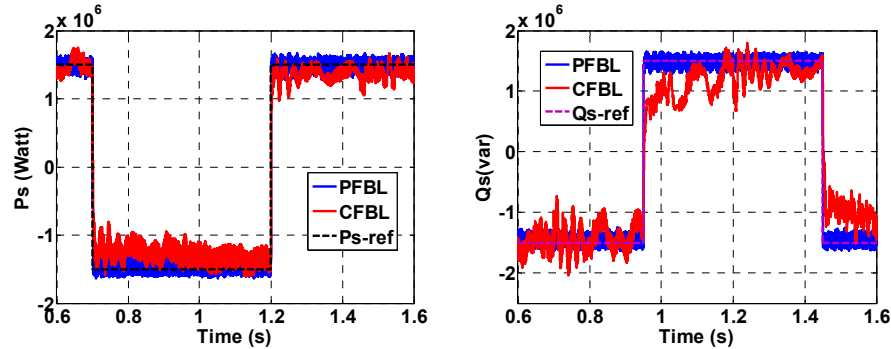 x 10^6
2
1
0
-1
-2
0.6 0.8 1 1.2 1.4 1.6
Time (s)
Ps (Watt)
PFBL
CFBL
Ps-ref
x 10^6
2
1
0
-1
-2
0.6 0.8 1 1.2 1.4 1.6
Time (s)
Qs(var)
PFBL
CFBL
Qs-ref